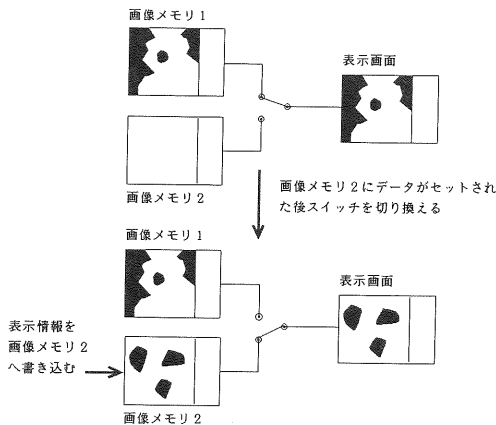 画像メモリ1
表示画面
画像メモリ2
画像メモリ2にデータがセットされ
た後スイッチを切り換える
画像メモリ1
表示画面
表示情報を
画像メモリ2
へ書き込む
画像メモリ2